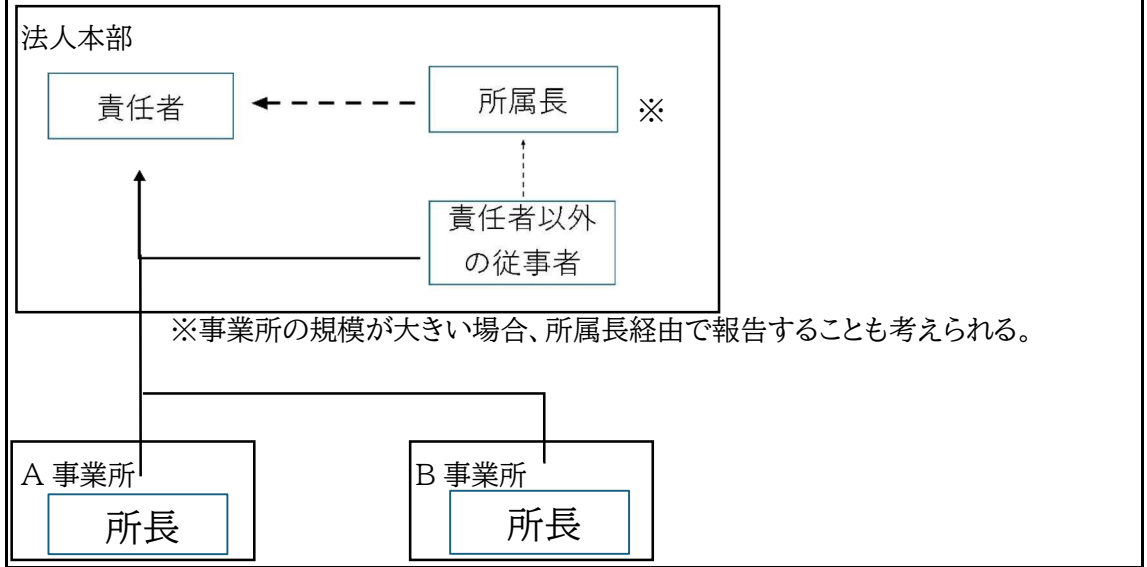 法人本部
責任者
所属長
※
責任者以外
の従事者
※事業所の規模が大きい場合、所属長経由で報告することも考えられる。
A 事業所
所長
B 事業所
所長